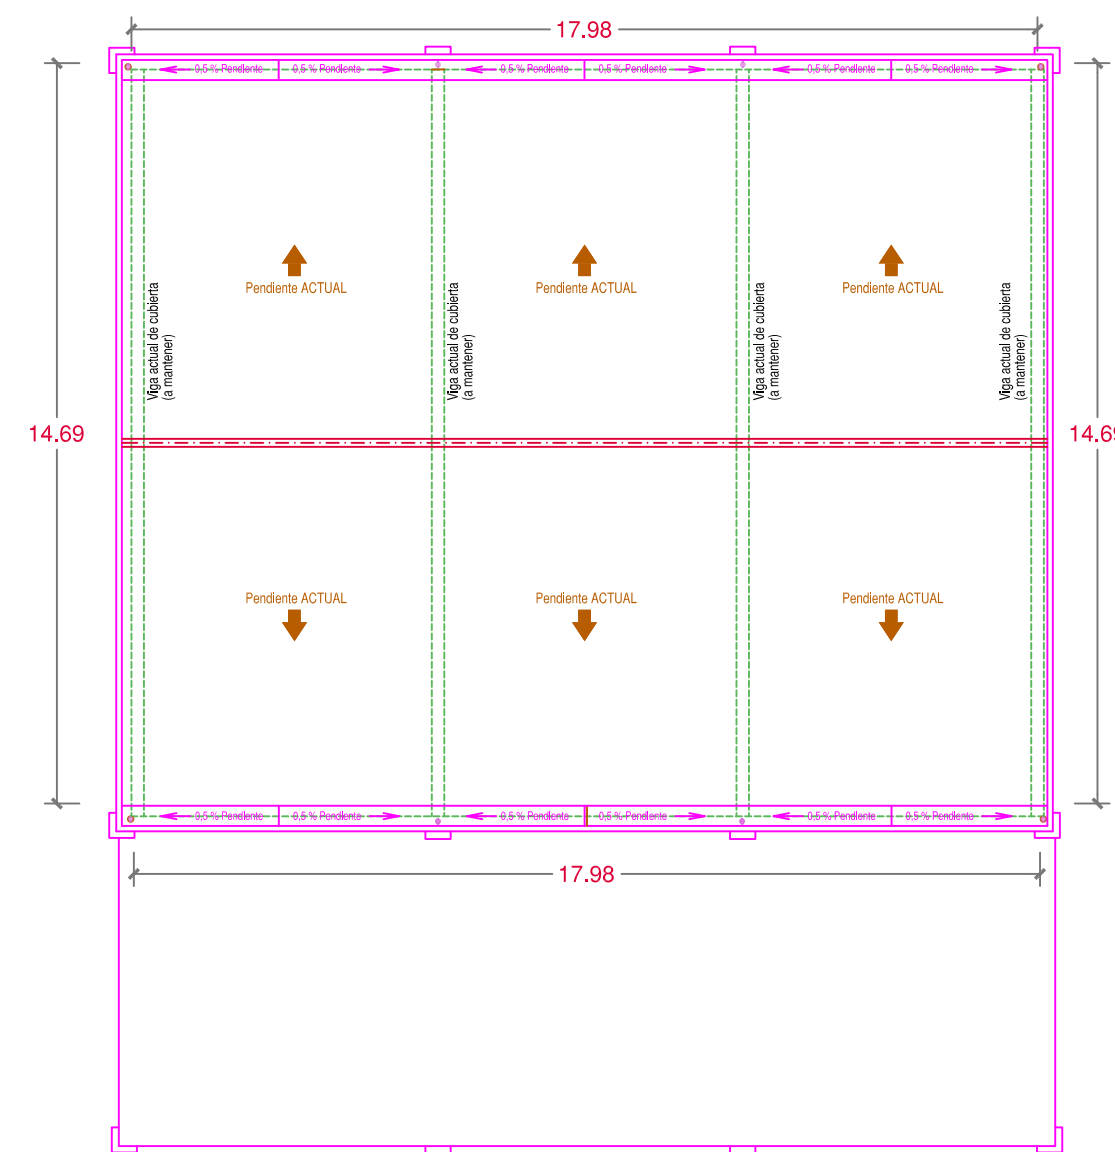 17.98
0,5 % Pendiente 0,5 % Pendiente 0,5 % Pendiente 0,5 % Pendiente 0,5 % Pendiente 0,5 % Pendiente
Pendiente ACTUAL Pendiente ACTUAL Pendiente ACTUAL
Viga actual de cubierta
(a mantener)
Viga actual de cubierta
(a mantener)
Viga actual de cubierta
(a mantener)
Viga actual de cubierta
(a mantener)
14.69 14.69
Pendiente ACTUAL Pendiente ACTUAL Pendiente ACTUAL
0,5 % Pendiente 0,5 % Pendiente 0,5 % Pendiente 0,5 % Pendiente 0,5 % Pendiente 0,5 % Pendiente
17.98